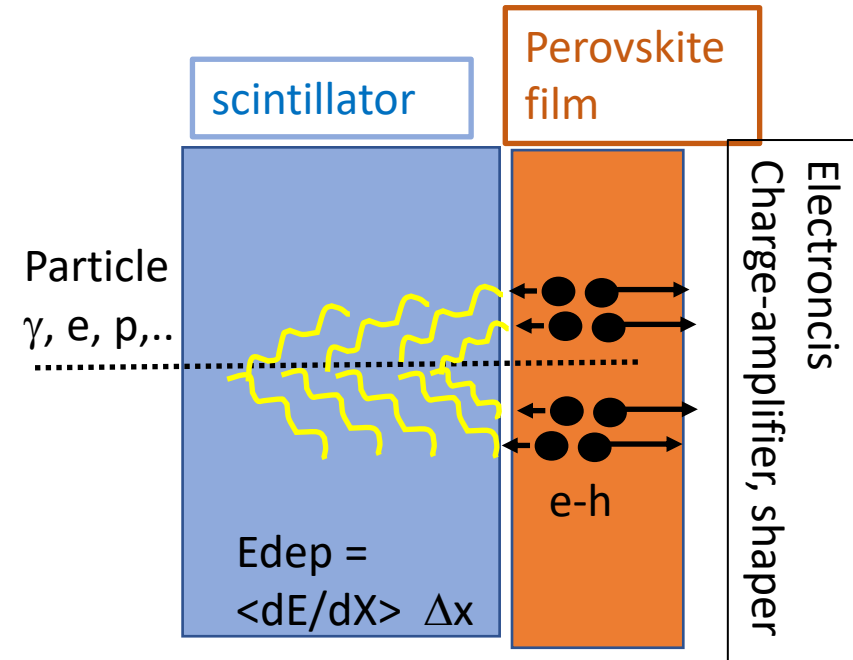 scintillator
Perovskite
film
Particle
γ, e, p,..
e-h
Edep =
<dE/dX> Δx
Electroncis
Charge-amplifier, shaper